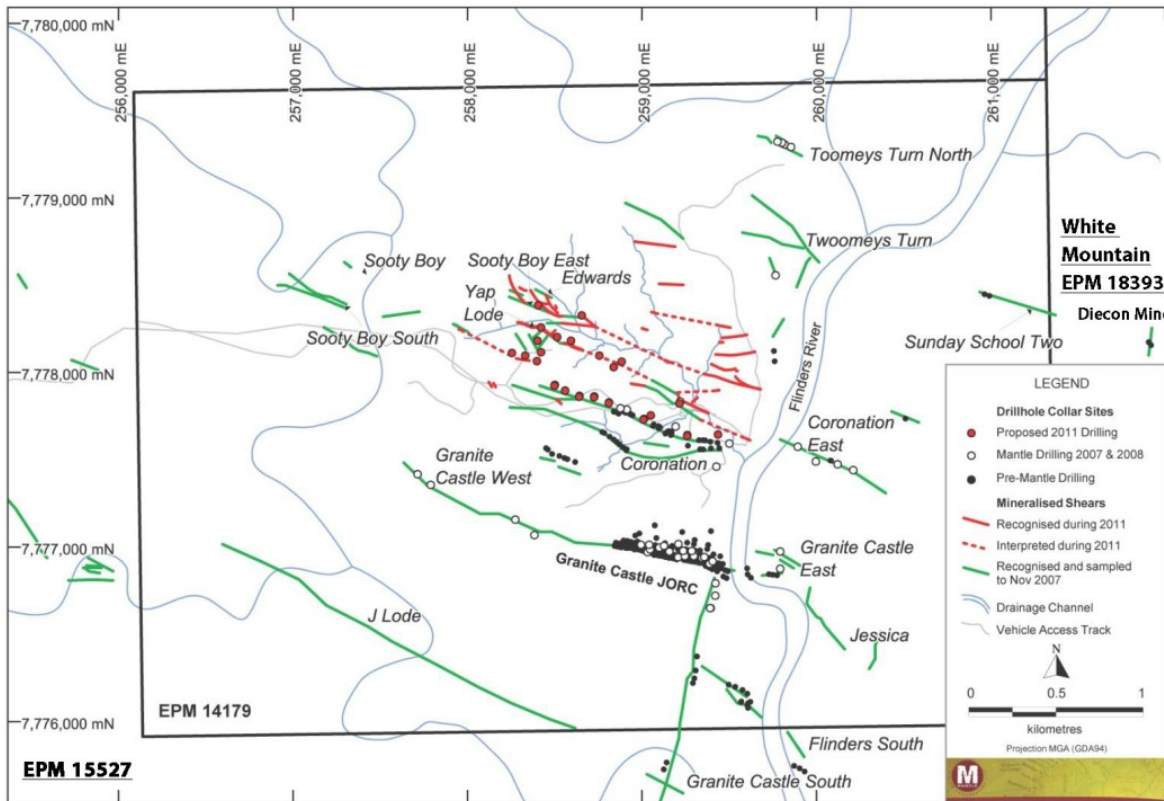 7,780,000 mN
256,000 mE
257,000 mE
258,000 mE
259,000 mE
260,000 mE
261,000 mE
Toomeys Turn North
7,779,000 mN
White
Mountain
EPM 18393
Twoomeys Turn
Sooty Boy
Sooty Boy East
Edwards
Yap
Lode
Diecon Mine
Sooty Boy South
Sunday School Two
Flinders River
7,778,000 mN
Coronation
East
Granite
Castle West
Coronation
7,777,000 mN
Granite Castle
East
Granite Castle JORC
J Lode
Jessica
EPM 14179
7,776,000 mN
Flinders South
EPM 15527
Granite Castle South
LEGEND
Drillhole Collar Sites
Proposed 2011 Drilling
Mantle Drilling 2007 & 2008
Pre-Mantle Drilling
Mineralised Shears
Recognised during 2011
Interpreted during 2011
Recognised and sampled
to Nov 2007
Drainage Channel
Vehicle Access Track
N
0 0.5 1
kilometres
Projection MGA (GDA94)
M
MANTLE